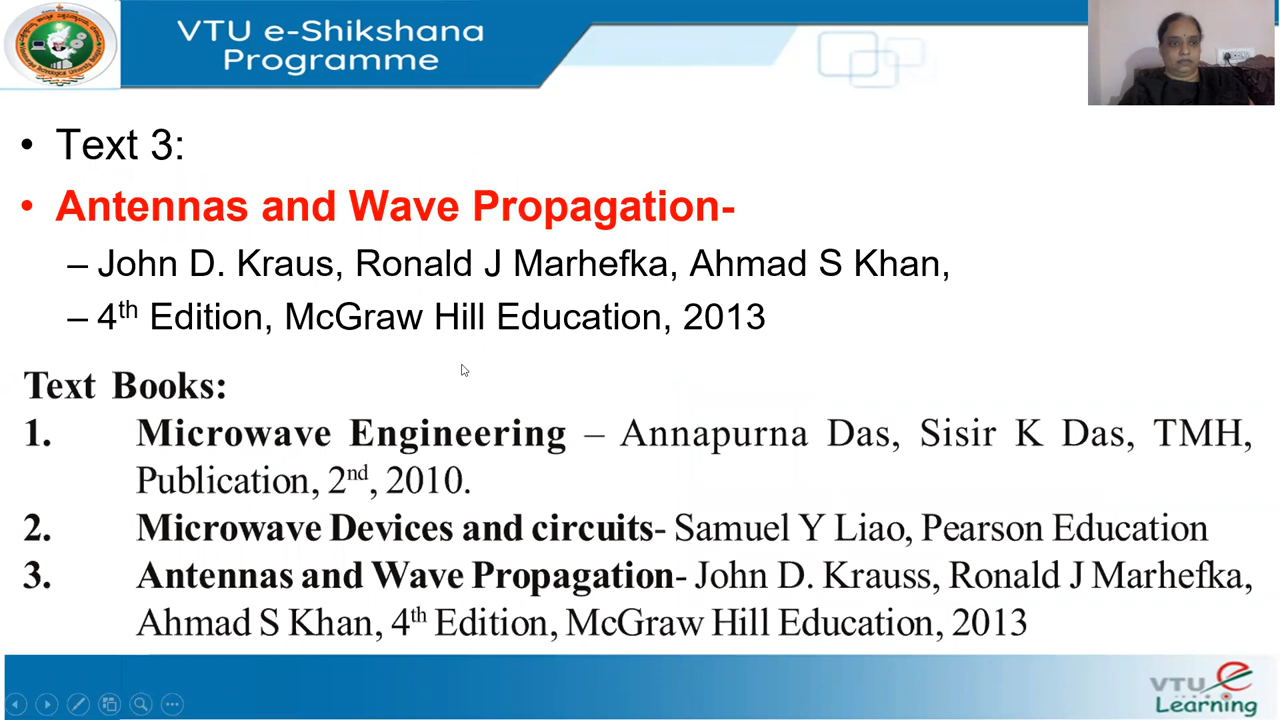 VTU e-Shikshana
Programme
• Text 3:
• Antennas and Wave Propagation-
– John D. Kraus, Ronald J Marhefka, Ahmad S Khan,
– 4th Edition, McGraw Hill Education, 2013
Text Books:
1. Microwave Engineering – Annapurna Das, Sisir K Das, TMH,
Publication, 2nd, 2010.
2. Microwave Devices and circuits- Samuel Y Liao, Pearson Education
3. Antennas and Wave Propagation- John D. Krauss, Ronald J Marhefka,
Ahmad S Khan, 4th Edition, McGraw Hill Education, 2013
VTU e
Learning